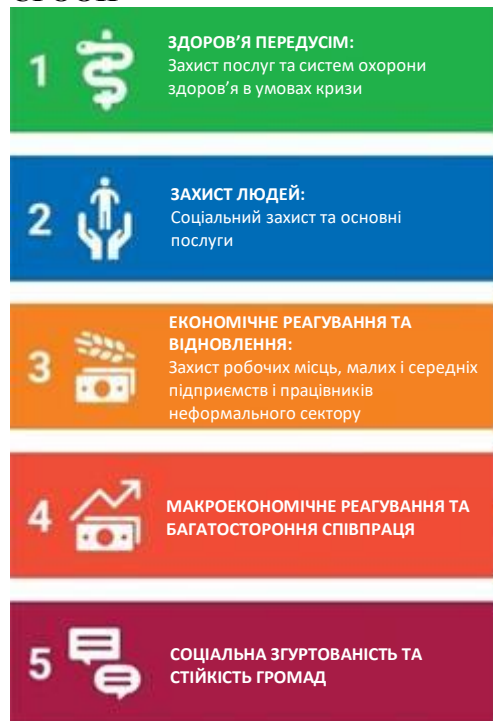 1
ЗДОРОВ’Я ПЕРЕДУСІМ:
Захист послуг та систем охорони
здоров’я в умовах кризи
2
ЗАХИСТ ЛЮДЕЙ:
Соціальний захист та основні
послуги
3
ЕКОНОМІЧНЕ РЕАГУВАННЯ ТА
ВІДНОВЛЕННЯ:
Захист робочих місць, малих і середніх
підприємств і працівників
неформального сектору
4
МАКРОЕКОНОМІЧНЕ РЕАГУВАННЯ ТА
БАГАТОСТОРОННЯ СПІВПРАЦЯ
5
СОЦІАЛЬНА ЗГУРТОВАНІСТЬ ТА
СТІЙКІСТЬ ГРОМАД